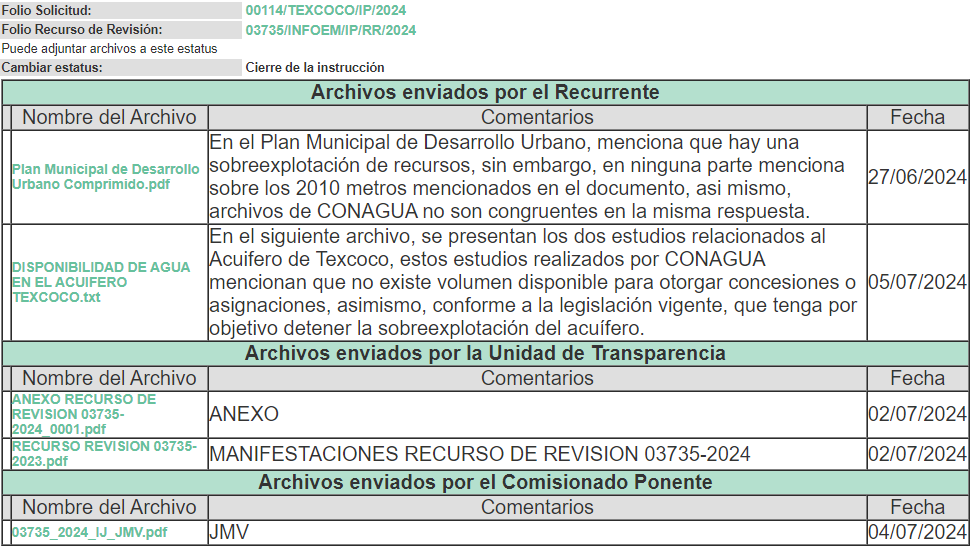 Folio Solicitud: 00114/TEXCOCO/IP/2024
Folio Recurso de Revisión: 03735/INFOEM/IP/RR/2024
Puede adjuntar archivos a este estatus
Cambiar estatus: Cierre de la instrucción
Archivos enviados por el Recurrente
Nombre del Archivo Comentarios Fecha
Plan Municipal de Desarrollo
Urbano Comprimido.pdf
En el Plan Municipal de Desarrollo Urbano, menciona que hay una
sobreexplotación de recursos, sin embargo, en ninguna parte menciona
sobre los 2010 metros mencionados en el documento, asi mismo,
archivos de CONAGUA no son congruentes en la misma respuesta.
27/06/2024
DISPONIBILIDAD DE AGUA
EN EL ACUIFERO
TEXCOCO.txt
En el siguiente archivo, se presentan los dos estudios relacionados al
Acuifero de Texcoco, estos estudios realizados por CONAGUA
mencionan que no existe volumen disponible para otorgar concesiones o
asignaciones, asimismo, conforme a la legislación vigente, que tenga por
objetivo detener la sobreexplotación del acuífero.
05/07/2024
Archivos enviados por la Unidad de Transparencia
Nombre del Archivo Comentarios Fecha
ANEXO RECURSO DE
REVISION 03735-
2024_0001.pdf
ANEXO
02/07/2024
RECURSO REVISION 03735-
2023.pdf
MANIFESTACIONES RECURSO DE REVISION 03735-2024
02/07/2024
Archivos enviados por el Comisionado Ponente
Nombre del Archivo Comentarios Fecha
03735_2024_IJ_JMV.pdf JMV 04/07/2024